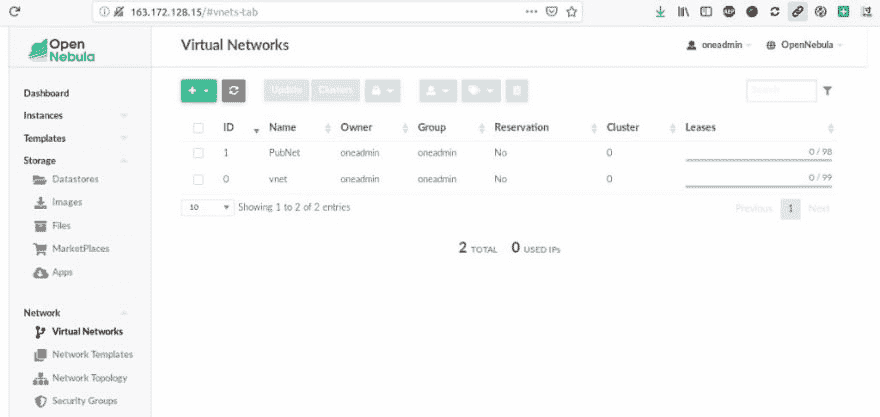 163.172.128.15/#vnets-tab
Open Nebula
Virtual Networks
oneadmin
OpenNebula
Dashboard
Instances
Templates
Storage
Datastores
Images
Files
MarketPlaces
Apps
Network
Virtual Networks
Network Templates
Network Topology
Security Groups
Update Clusters
Search
ID Name Owner Group Reservation Cluster Leases
1 PubNet oneadmin oneadmin No 0 0 / 98
0 vnet oneadmin oneadmin No 0 0 / 99
10 Showing 1 to 2 of 2 entries Previous 1 Next
2 TOTAL 0 USED IPs